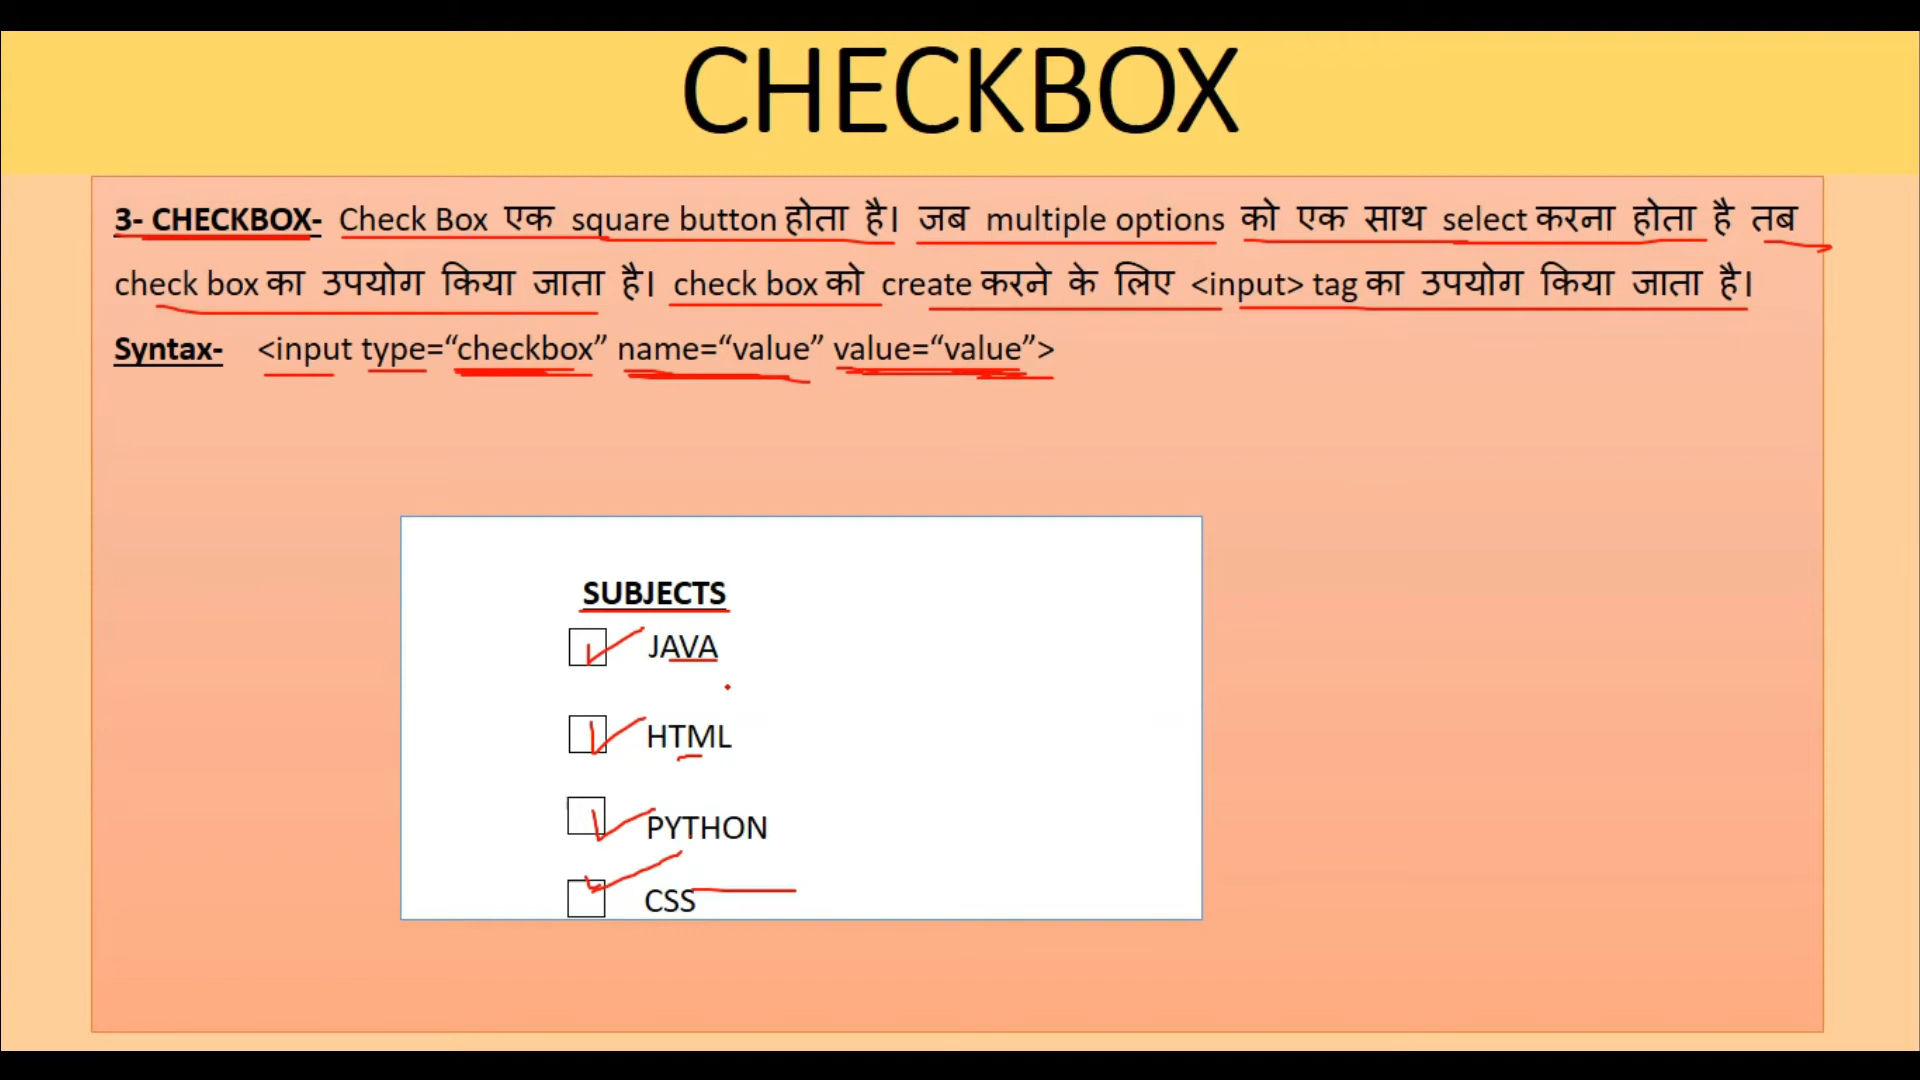 CHECKBOX
3- CHECKBOX- Check Box एक square button होता है। जब multiple options को एक साथ select करना होता है तब
check box का उपयोग किया जाता है। check box को create करने के लिए <input> tag का उपयोग किया जाता है।
Syntax- <input type=“checkbox” name=“value” value=“value”>
SUBJECTS
JAVA
HTML
PYTHON
CSS